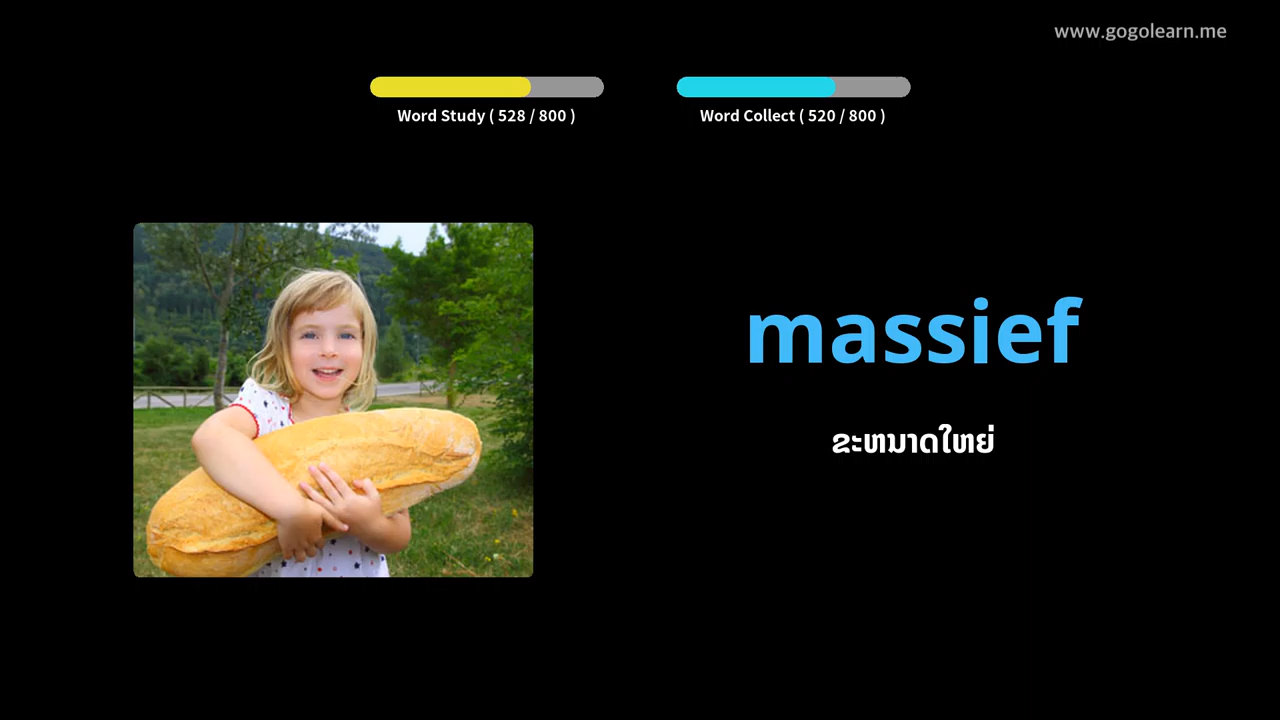 www.gogolearn.me
Word Study ( 528 / 800 )
Word Collect ( 520 / 800 )
massief
ຂະຫມາດໃຫຍ່